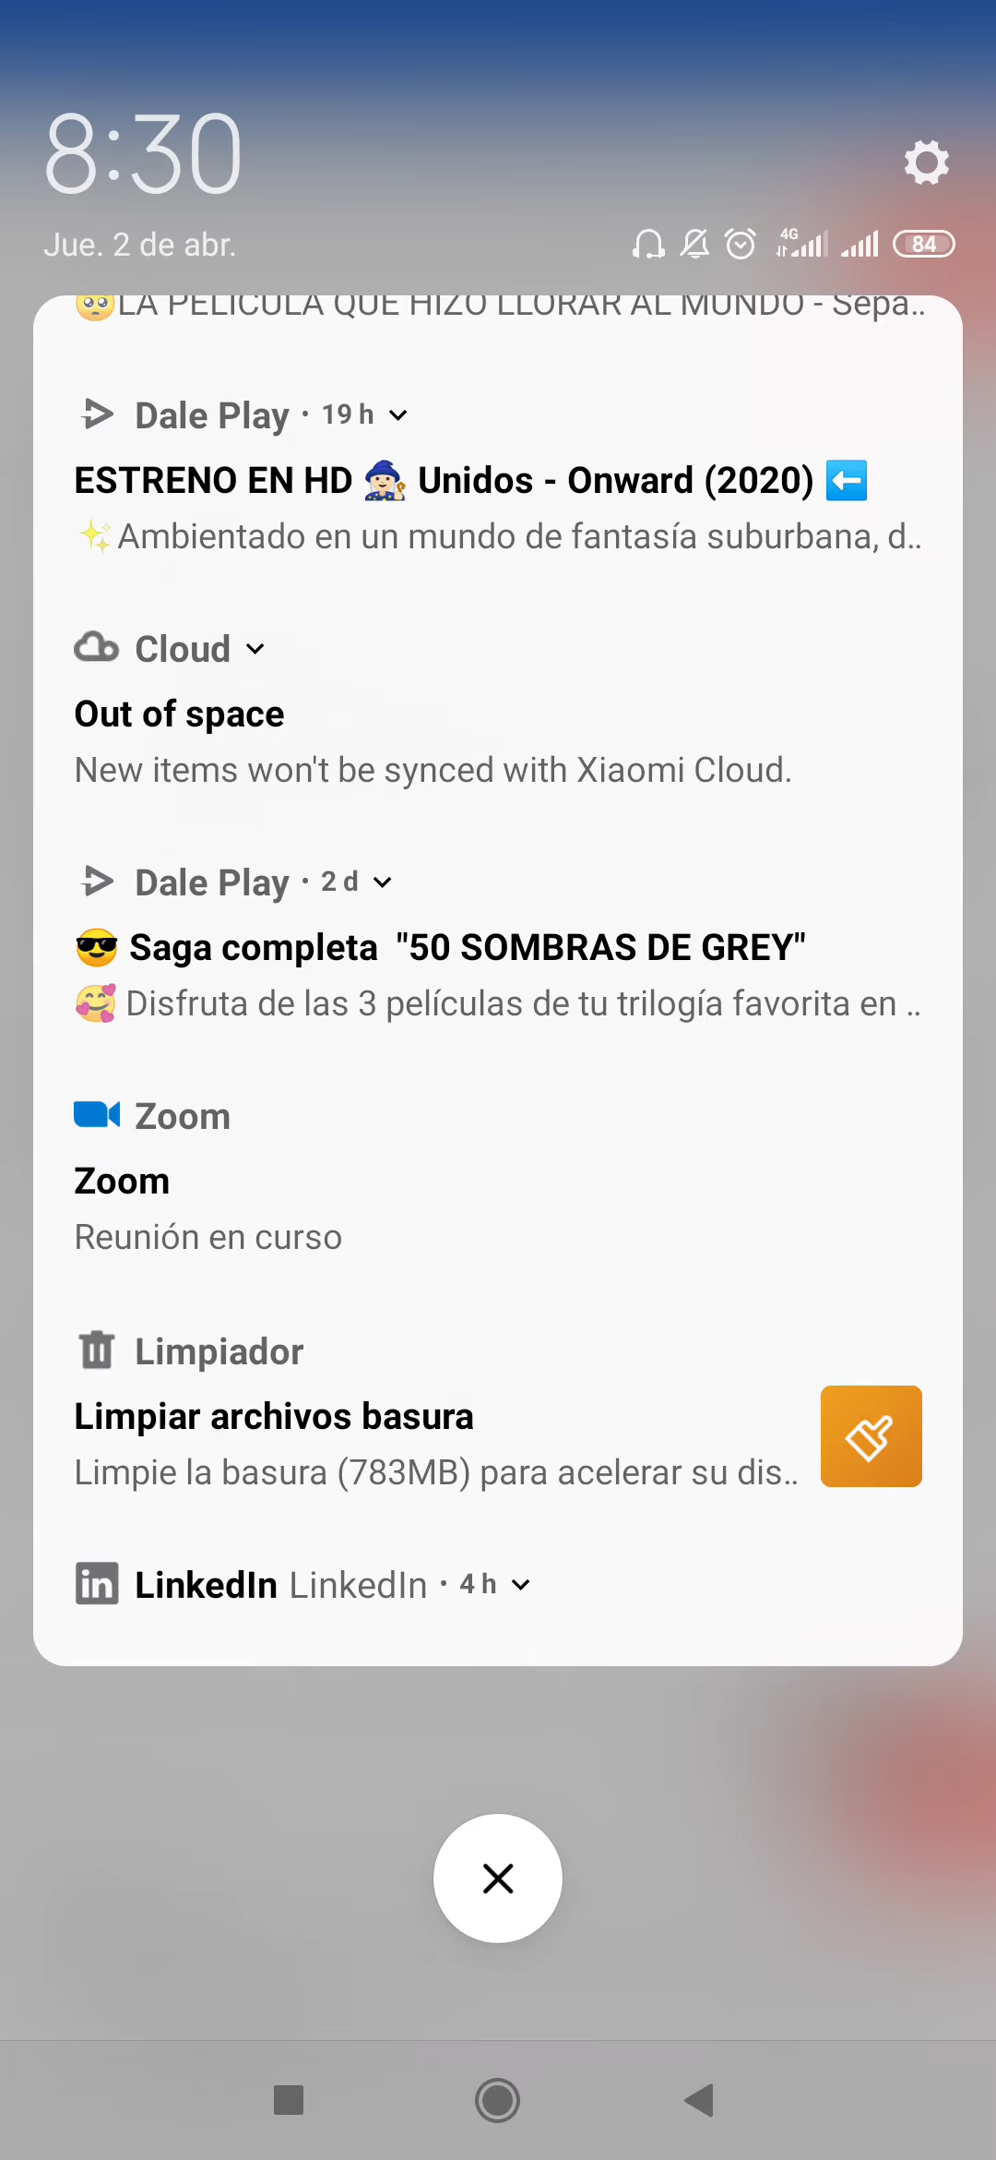 8:30
Jue. 2 de abr.
4G
84
🥺LA PELICULA QUE HIZO LLORAR AL MUNDO - Sepa..
Dale Play · 19 h
ESTRENO EN HD 🧙🏻‍♀️ Unidos - Onward (2020) ⬅️
✨Ambientado en un mundo de fantasía suburbana, d..
Cloud
Out of space
New items won't be synced with Xiaomi Cloud.
Dale Play · 2 d
😎 Saga completa "50 SOMBRAS DE GREY"
🥰 Disfruta de las 3 películas de tu trilogía favorita en ..
Zoom
Zoom
Reunión en curso
Limpiador
Limpiar archivos basura
Limpie la basura (783MB) para acelerar su dis..
in LinkedIn LinkedIn · 4 h